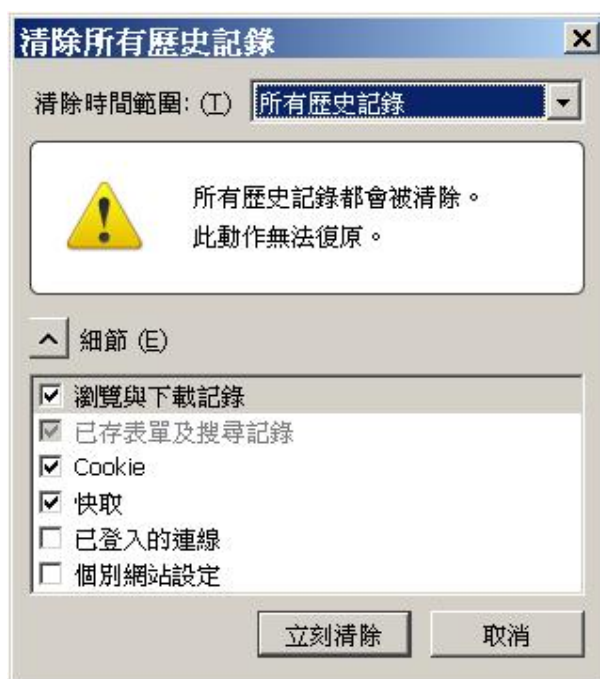 清除所有歷史記錄
清除時間範圍: (T) 所有歷史記錄
所有歷史記錄都會被清除。
此動作無法復原。
細節 (E)
瀏覽與下載記錄
已存表單及搜尋記錄
Cookie
快取
已登入的連線
個別網站設定
立刻清除 取消